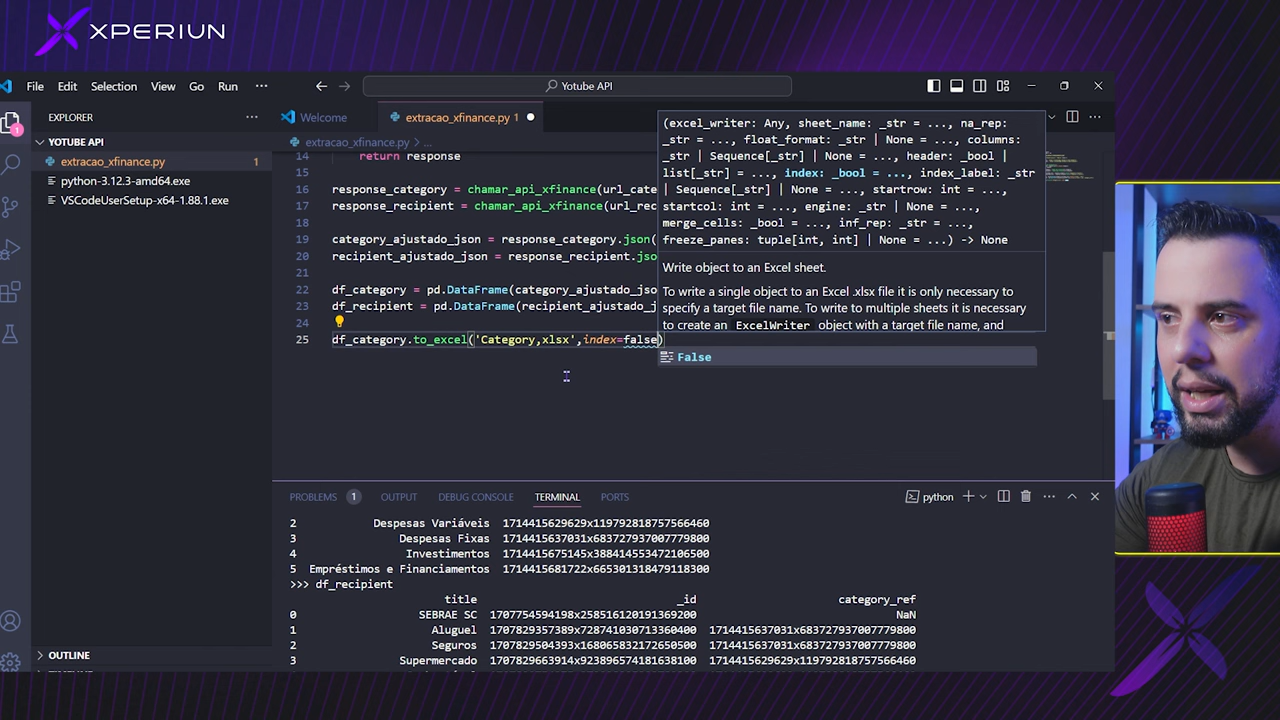 XPERIUN
File Edit Selection View Go Run ... Yotube API
EXPLORER ...
Welcome
extracao_xfinance.py 1
YOTUBE API
extracao_xfinance.py 1
python-3.12.3-amd64.exe
VSCodeUserSetup-x64-1.88.1.exe
extracao_xfinance.py > ...
14 return response
15
16 response_category = chamar_api_xfinance(url_cate
17 response_recipient = chamar_api_xfinance(url_rec
18
19 category_ajustado_json = response_category.json(
20 recipient_ajustado_json = response_recipient.jso
21
22 df_category = pd.DataFrame(category_ajustado_jso
23 df_recipient = pd.DataFrame(recipient_ajustado_j
24
25 df_category.to_excel('Category,xlsx',index=false)
(excel_writer: Any, sheet_name: _str = ..., na_rep:
_str = ..., float_format: _str | None = ..., columns:
_str | Sequence[_str] | None = ..., header: _bool |
list[_str] = ..., index: _bool = ..., index_label: _str
| Sequence[_str] | None = ..., startrow: int = ...,
startcol: int = ..., engine: _str | None = ...,
merge_cells: _bool = ..., inf_rep: _str = ...,
freeze_panes: tuple[int, int] | None = ...) -> None
Write object to an Excel sheet.
To write a single object to an Excel .xlsx file it is only necessary to
specify a target file name. To write to multiple sheets it is necessary
to create an ExcelWriter object with a target file name, and
False
PROBLEMS 1 OUTPUT DEBUG CONSOLE TERMINAL PORTS
python
2 Despesas Variáveis 1714415629629x119792818757566460
3 Despesas Fixas 1714415637031x683727937007779800
4 Investimentos 1714415675145x388414553472106500
5 Empréstimos e Financiamentos 1714415681722x665301318479118300
>>> df_recipient
title _id category_ref
0 SEBRAE SC 1707754594198x258516120191369200 NaN
1 Aluguel 1707829357389x728741030713360400 1714415637031x683727937007779800
2 Seguros 1707829504393x168065832172650500 1714415637031x683727937007779800
3 Supermercado 1707829663914x923896574181638100 1714415629629x119792818757566460
OUTLINE